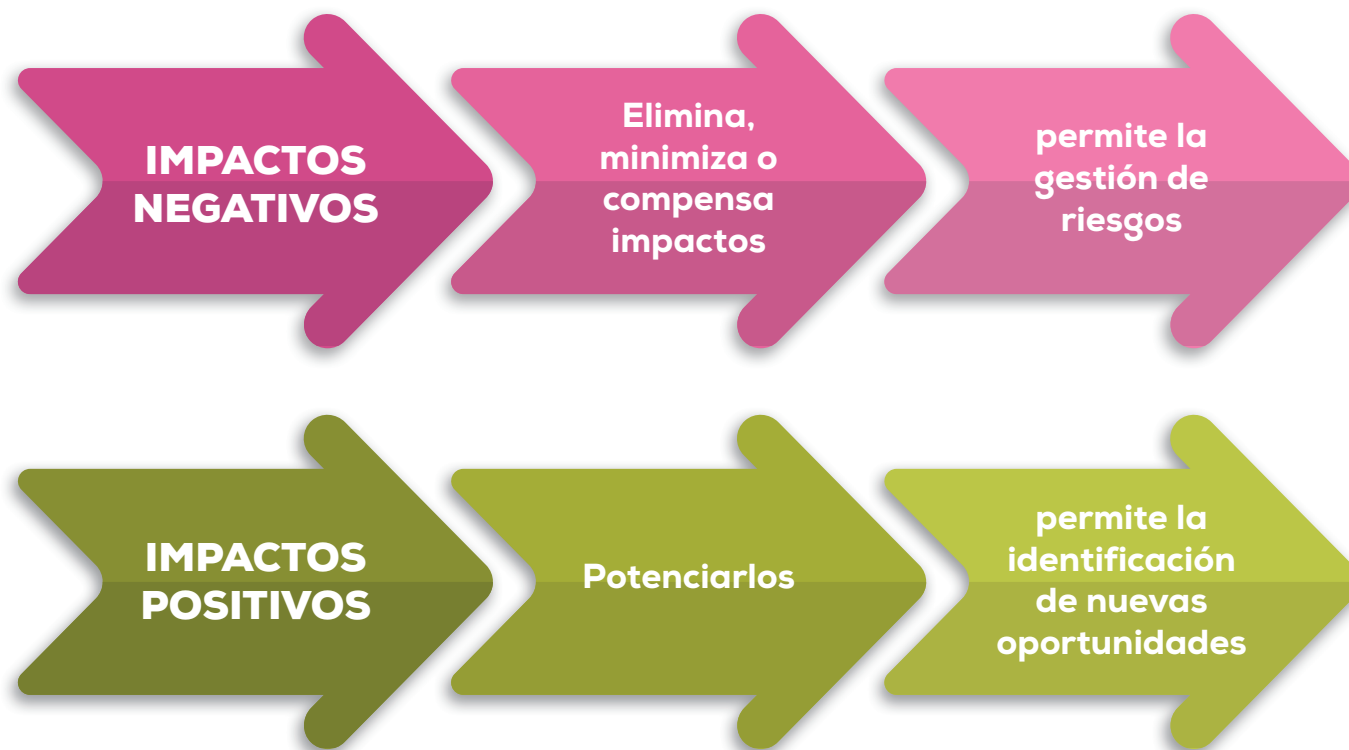 IMPACTOS
NEGATIVOS
Elimina,
minimiza o
compensa
impactos
permite la
gestión de
riesgos
IMPACTOS
POSITIVOS
Potenciarlos
permite la
identificación
de nuevas
oportunidades